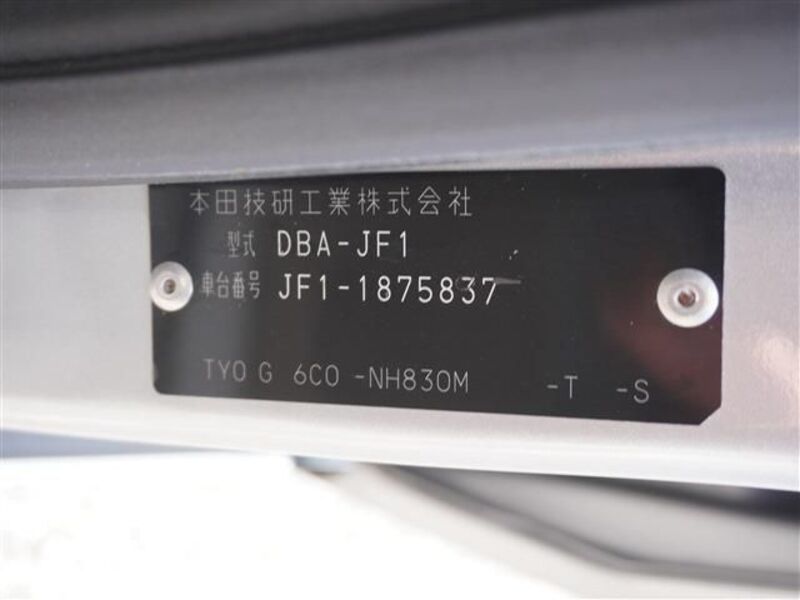 本田技研工業株式会社
型式 DBA-JF1
車台番号 JF1-1875837
TYO G 6CO -NH830M -T -S